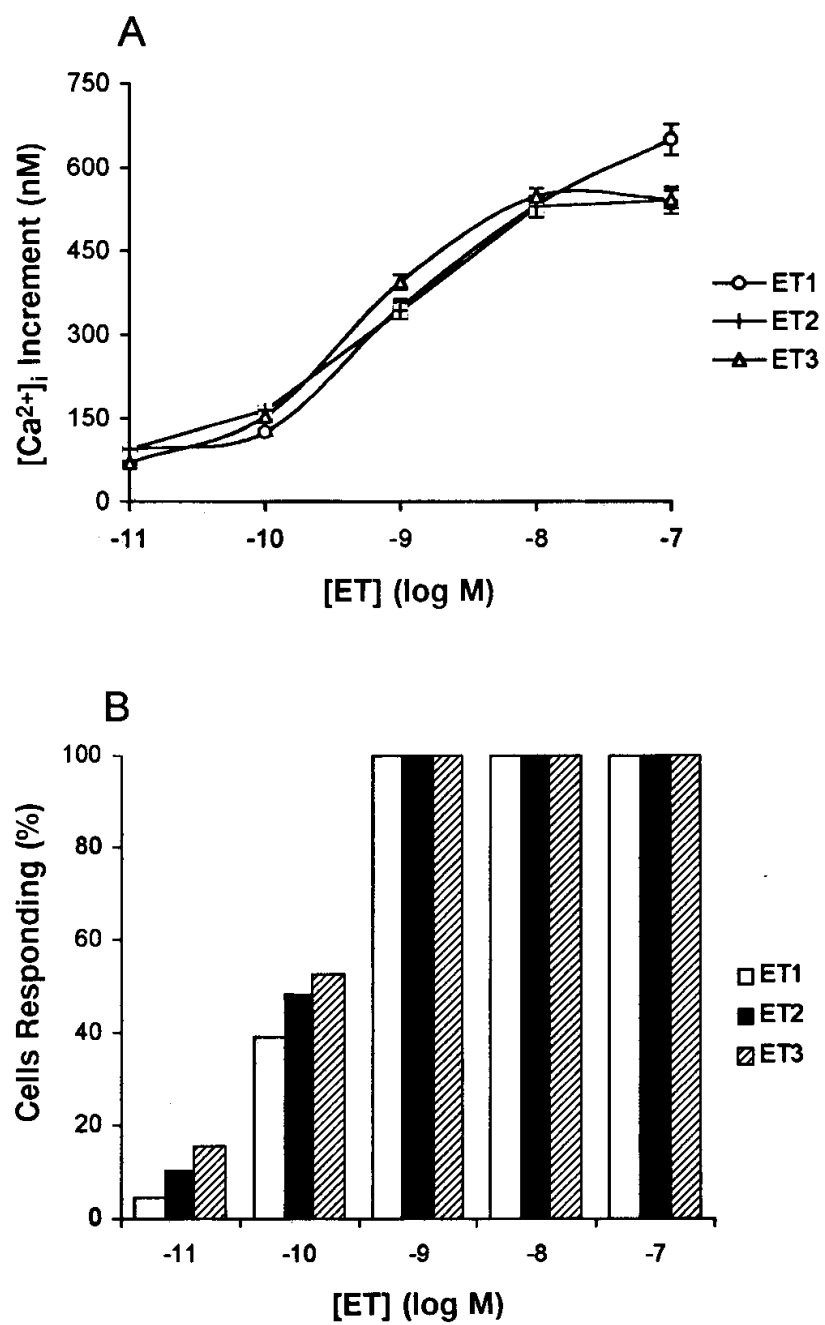 A
750
600
450
300
150
0
[Ca²⁺]ᵢ Increment (nM)
-11 -10 -9 -8 -7
[ET] (log M)
ET1
ET2
ET3
B
100
80
60
40
20
0
Cells Responding (%)
-11 -10 -9 -8 -7
[ET] (log M)
ET1
ET2
ET3